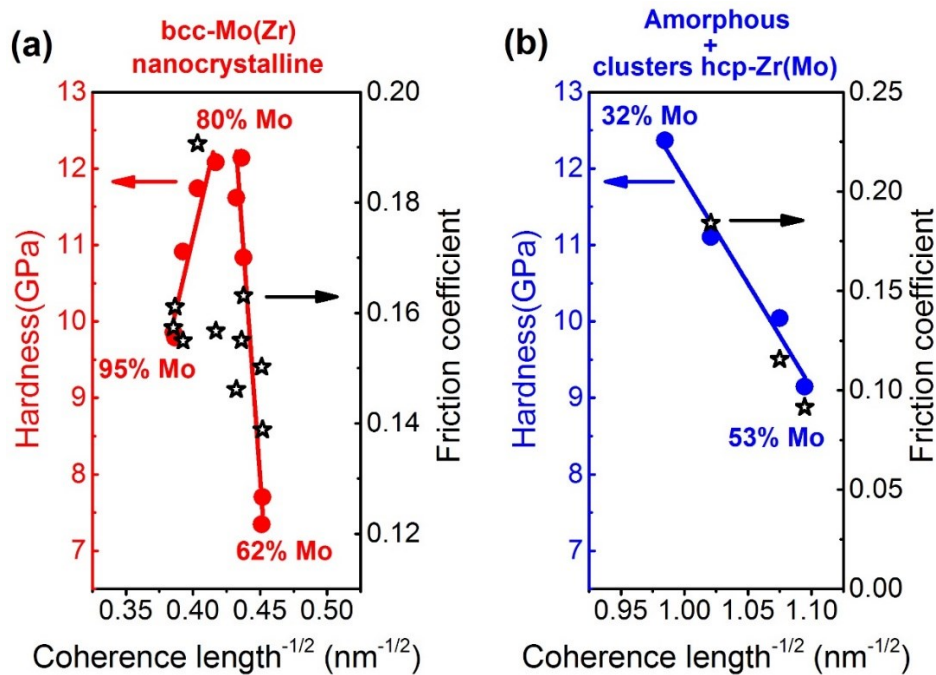 (a)
bcc-Mo(Zr)
nanocrystalline
13
12
11
10
9
8
7
Hardness(GPa)
80% Mo
95% Mo
62% Mo
0.20
0.18
0.16
0.14
0.12
Friction coefficient
0.35 0.40 0.45 0.50
Coherence length-1/2 (nm-1/2)
(b)
Amorphous
+
clusters hcp-Zr(Mo)
13
12
11
10
9
8
7
Hardness(GPa)
32% Mo
53% Mo
0.25
0.20
0.15
0.10
0.05
0.00
Friction coefficient
0.95 1.00 1.05 1.10
Coherence length-1/2 (nm-1/2)